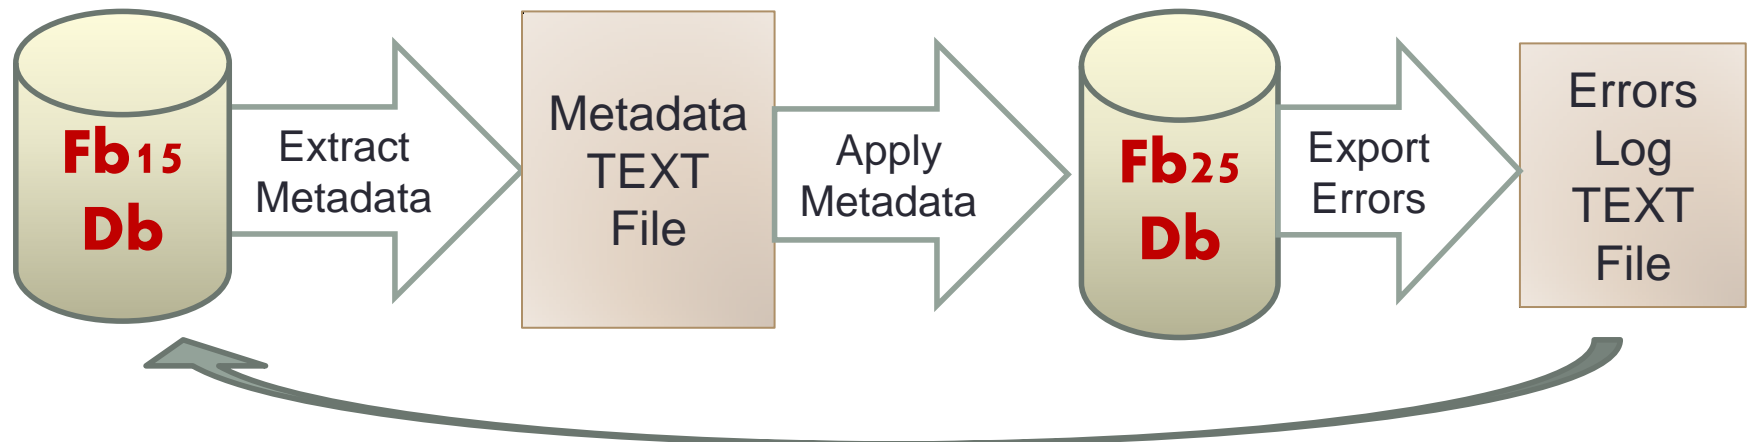 Fb15
Db
Extract
Metadata
Metadata
TEXT
File
Apply
Metadata
Fb25
Db
Export
Errors
Errors
Log
TEXT
File